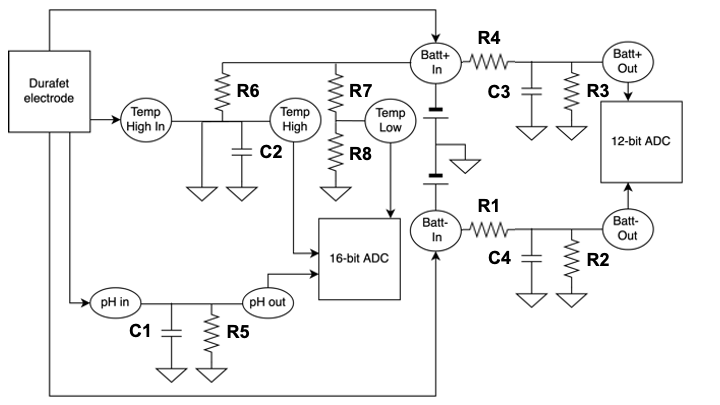 R4
Batt+
In
Batt+
Out
Durafet
electrode
R6
R7
C3
R3
Temp
High In
Temp
High
Temp
Low
C2
R8
12-bit ADC
R1
Batt-
In
Batt-
Out
16-bit ADC
C4
R2
pH in
pH out
C1
R5